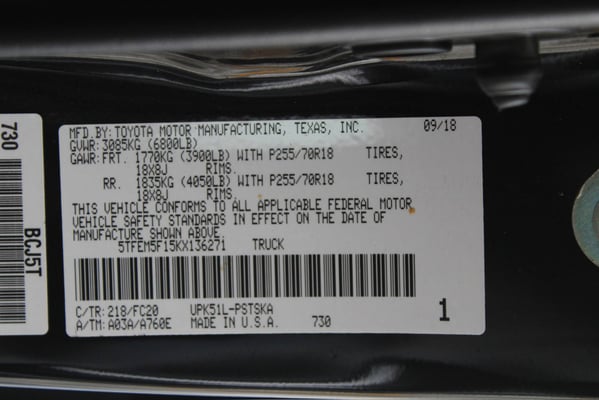 MFD.BY:TOYOTA MOTOR MANUFACTURING, TEXAS, INC. 09/18
GVWR:3085KG (6800LB)
GAWR:FRT. 1770KG (3900LB) WITH P255/70R18 TIRES,
18X8J RIMS.
RR. 1835KG (4050LB) WITH P255/70R18 TIRES,
18X8J RIMS.
THIS VEHICLE CONFORMS TO ALL APPLICABLE FEDERAL MOTOR
VEHICLE SAFETY STANDARDS IN EFFECT ON THE DATE OF
MANUFACTURE SHOWN ABOVE
5TFEM5F15KX136271 TRUCK
C/TR:218/FC20 UPK51L-PSTSKA
A/TM:A03A/A760E MADE IN U.S.A. 730
1
730
BCJ5T